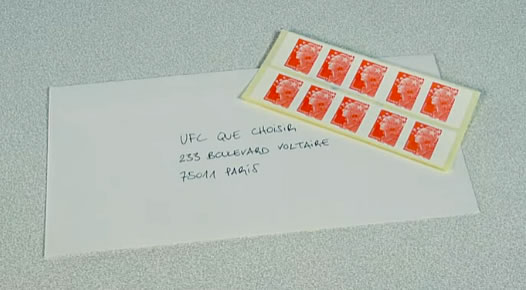 UFC QUE CHOISIR
233 BOULEVARD VOLTAIRE
75011 PARIS